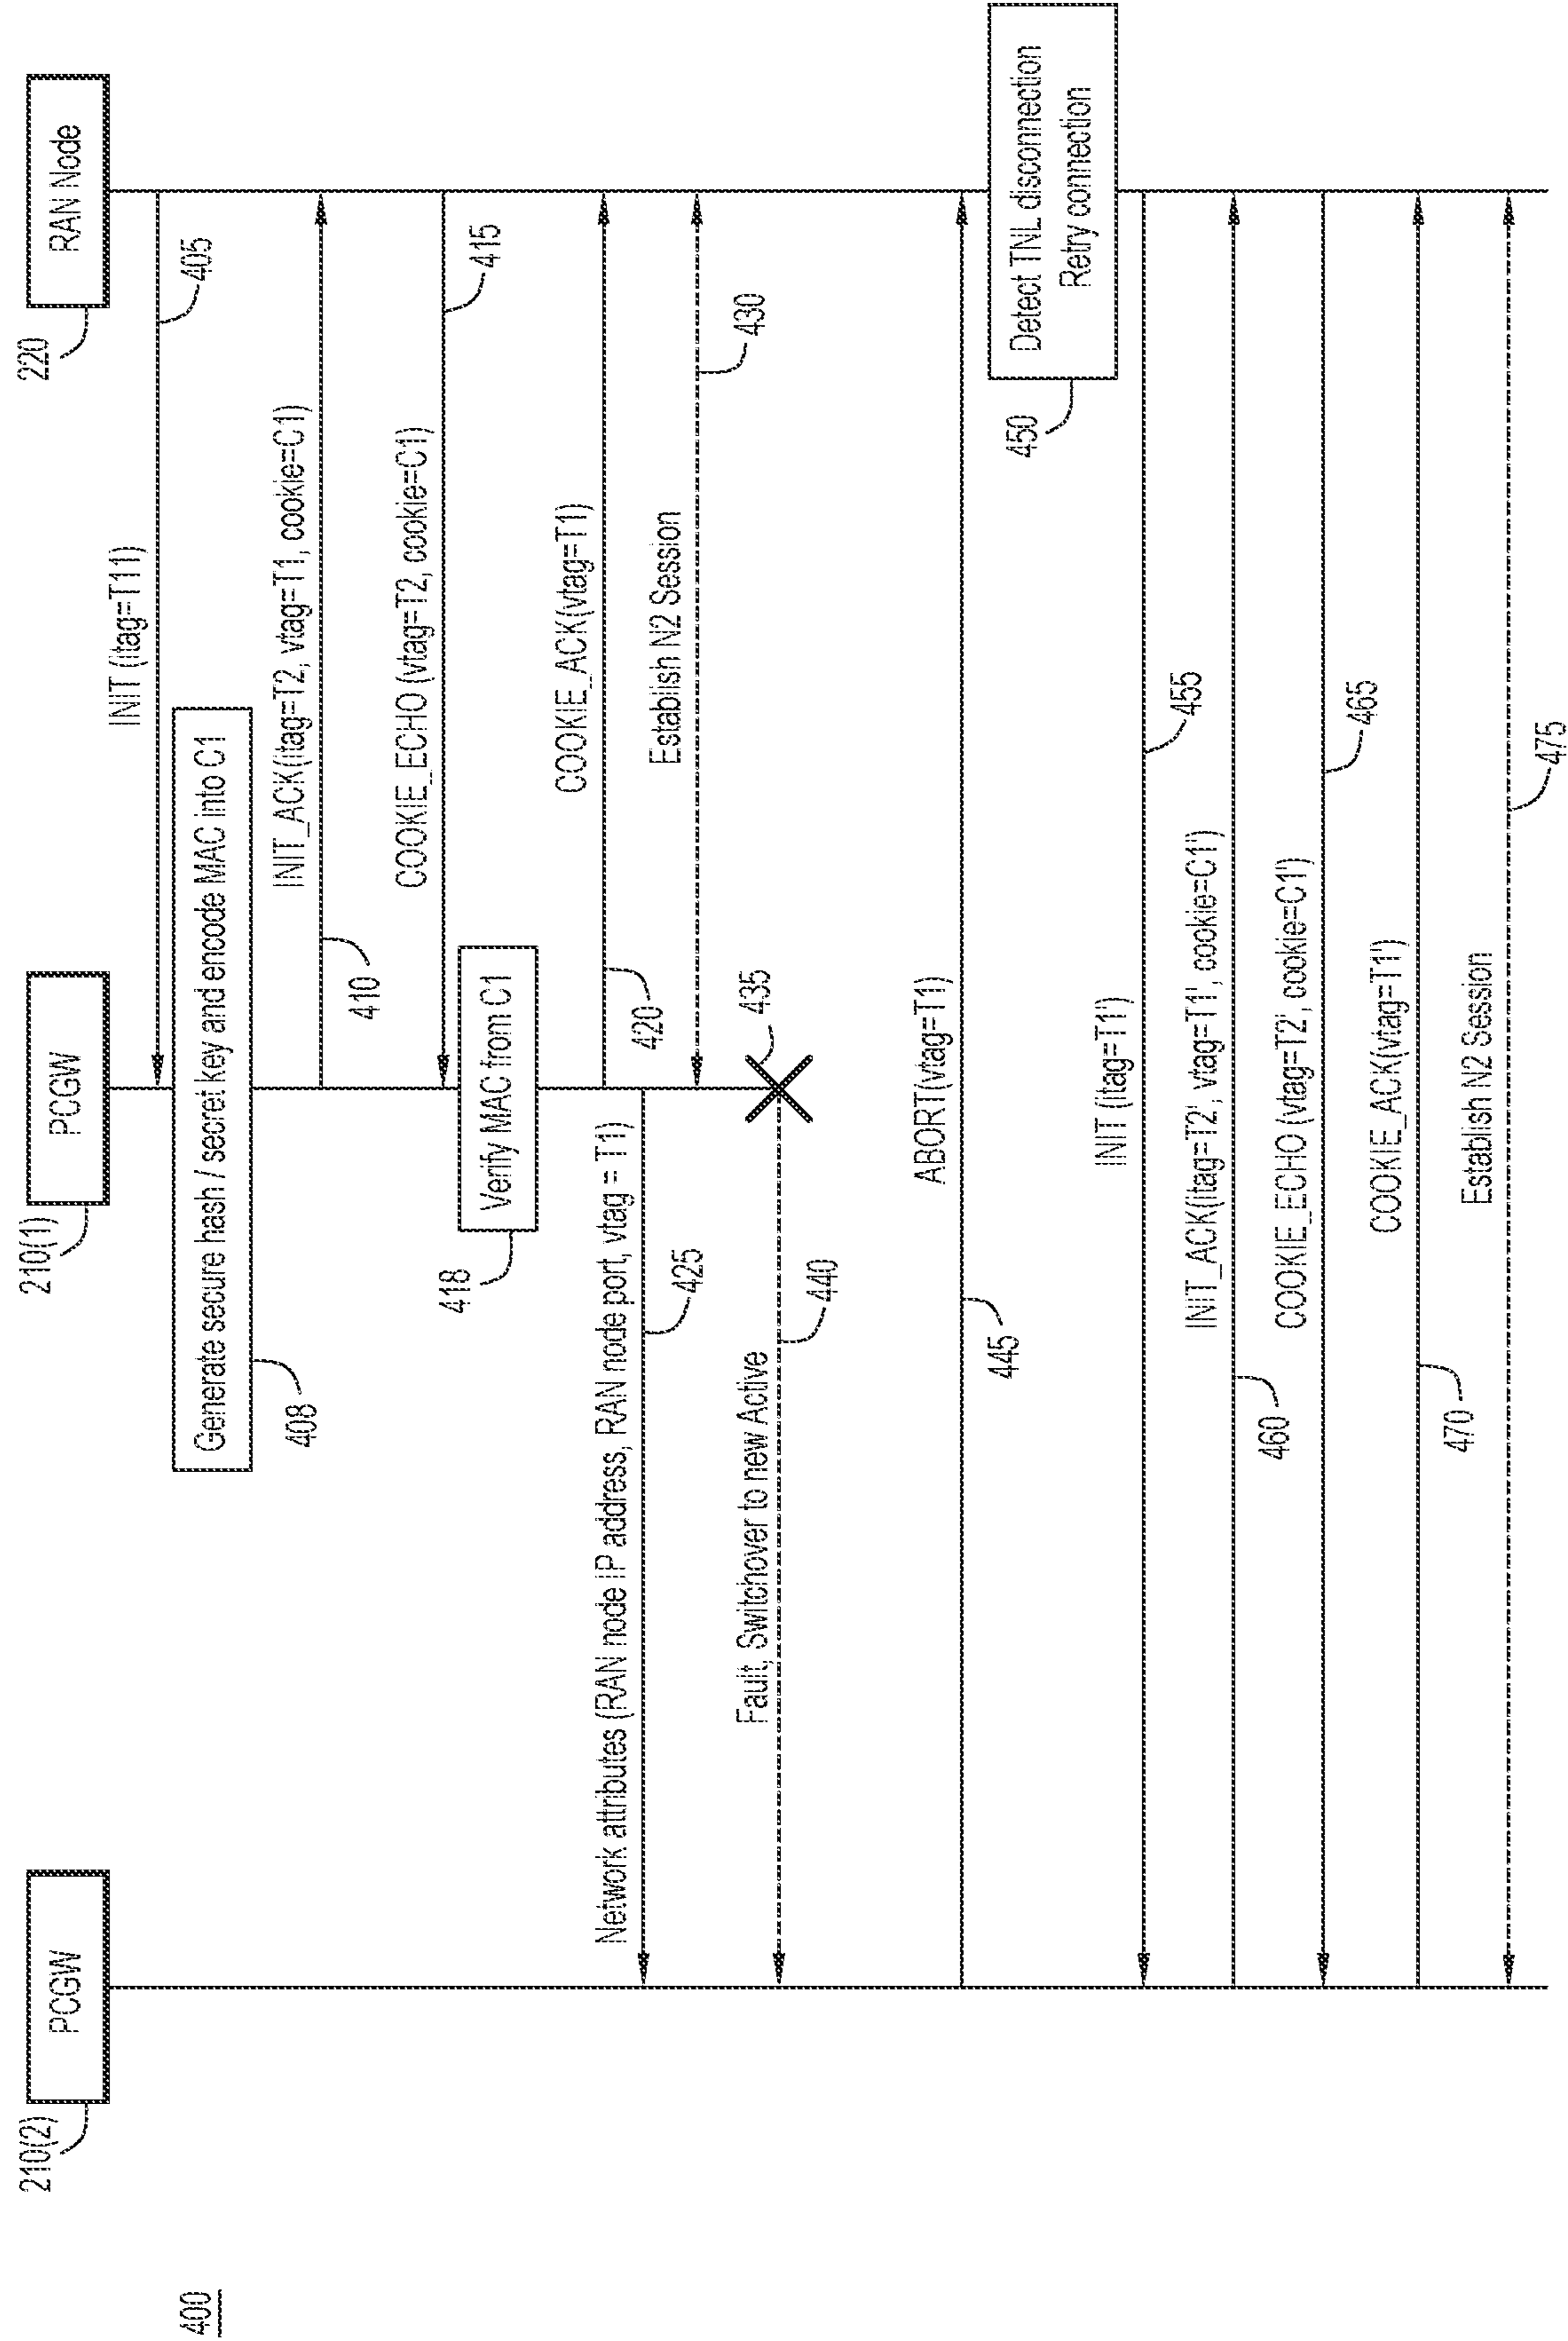 400
210(2)
PCGW
210(1)
PCGW
220
RAN Node
INIT (itag=T11)
405
Generate secure hash / secret key and encode MAC into C1
408
INIT_ACK(itag=T2, vtag=T1, cookie=C1)
410
COOKIE_ECHO (vtag=T2, cookie=C1)
415
Verify MAC from C1
418
COOKIE_ACK(vtag=T1)
420
Network attributes (RAN node IP address, RAN node port, vtag = T1)
425
Establish N2 Session
430
435
Fault, Switchover to new Active
440
ABORT(vtag=T1)
445
Detect TNL disconnection
Retry connection
450
INIT (itag=T1')
455
INIT_ACK(itag=T2', vtag=T1', cookie=C1')
460
COOKIE_ECHO (vtag=T2', cookie=C1')
465
COOKIE_ACK(vtag=T1')
470
Establish N2 Session
475